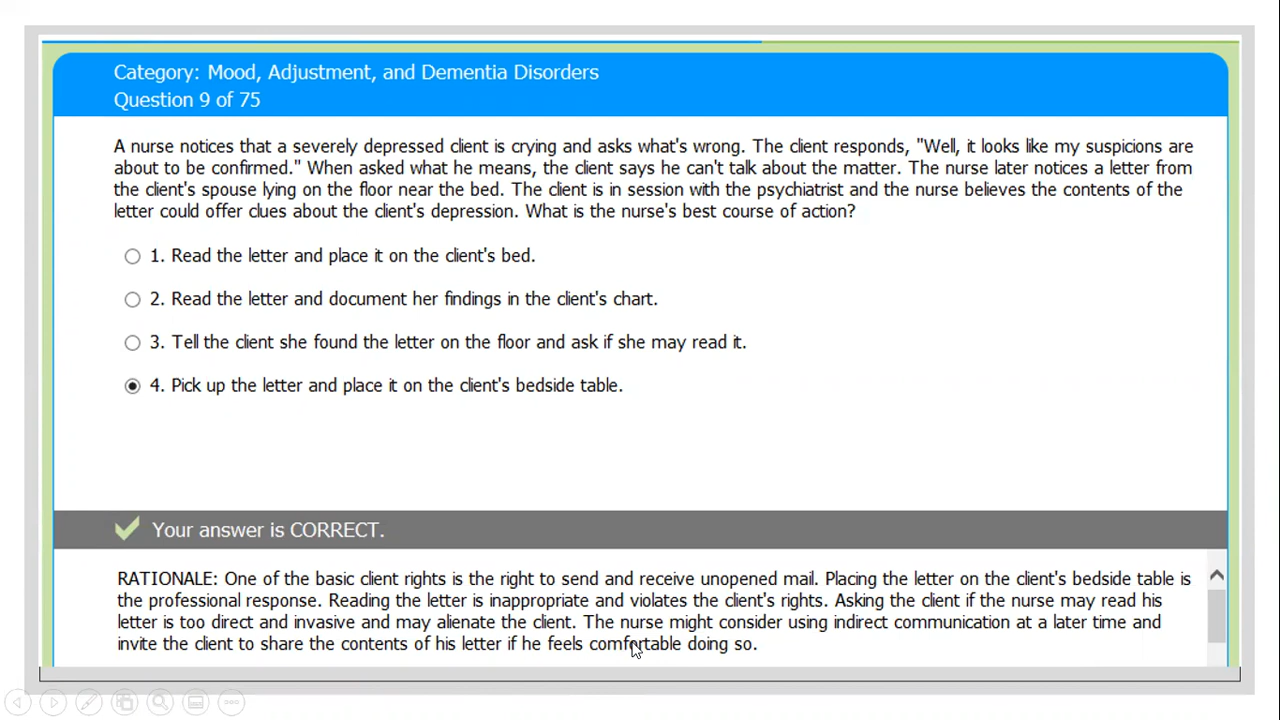 Category: Mood, Adjustment, and Dementia Disorders
Question 9 of 75
A nurse notices that a severely depressed client is crying and asks what's wrong. The client responds, "Well, it looks like my suspicions are
about to be confirmed." When asked what he means, the client says he can't talk about the matter. The nurse later notices a letter from
the client's spouse lying on the floor near the bed. The client is in session with the psychiatrist and the nurse believes the contents of the
letter could offer clues about the client's depression. What is the nurse's best course of action?
1. Read the letter and place it on the client's bed.
2. Read the letter and document her findings in the client's chart.
3. Tell the client she found the letter on the floor and ask if she may read it.
4. Pick up the letter and place it on the client's bedside table.
Your answer is CORRECT.
RATIONALE: One of the basic client rights is the right to send and receive unopened mail. Placing the letter on the client's bedside table is
the professional response. Reading the letter is inappropriate and violates the client's rights. Asking the client if the nurse may read his
letter is too direct and invasive and may alienate the client. The nurse might consider using indirect communication at a later time and
invite the client to share the contents of his letter if he feels comfortable doing so.